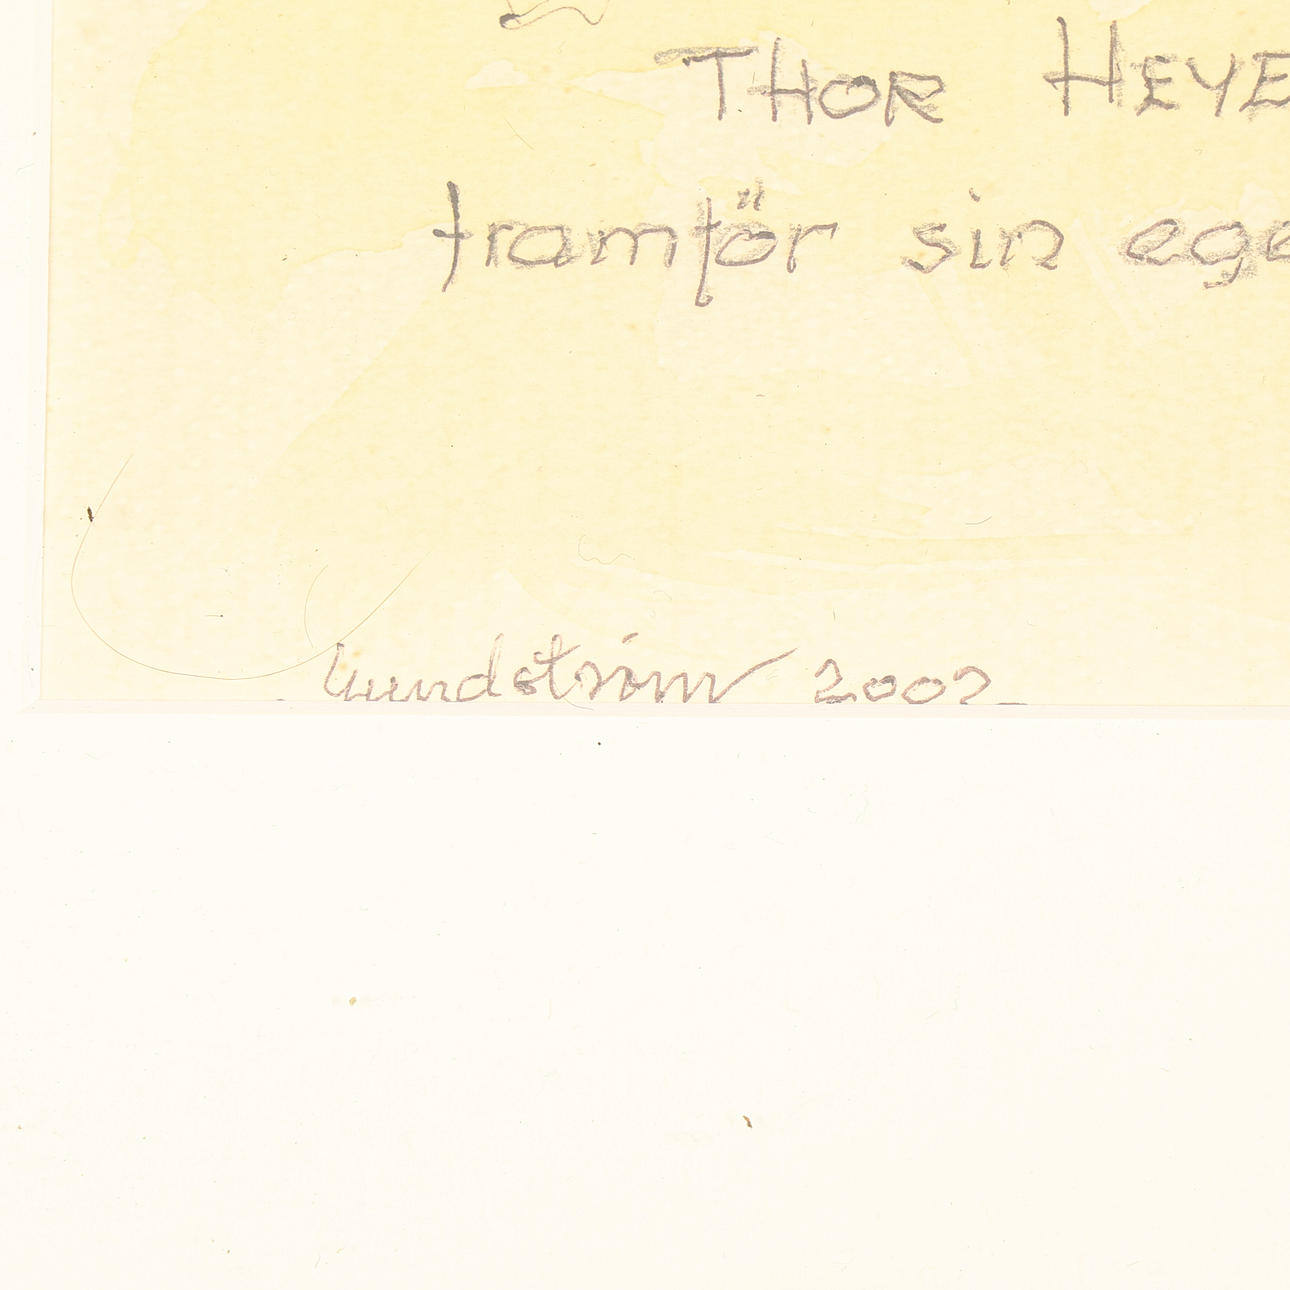 THOR HEYE
framför sin ege
Lundström 2002